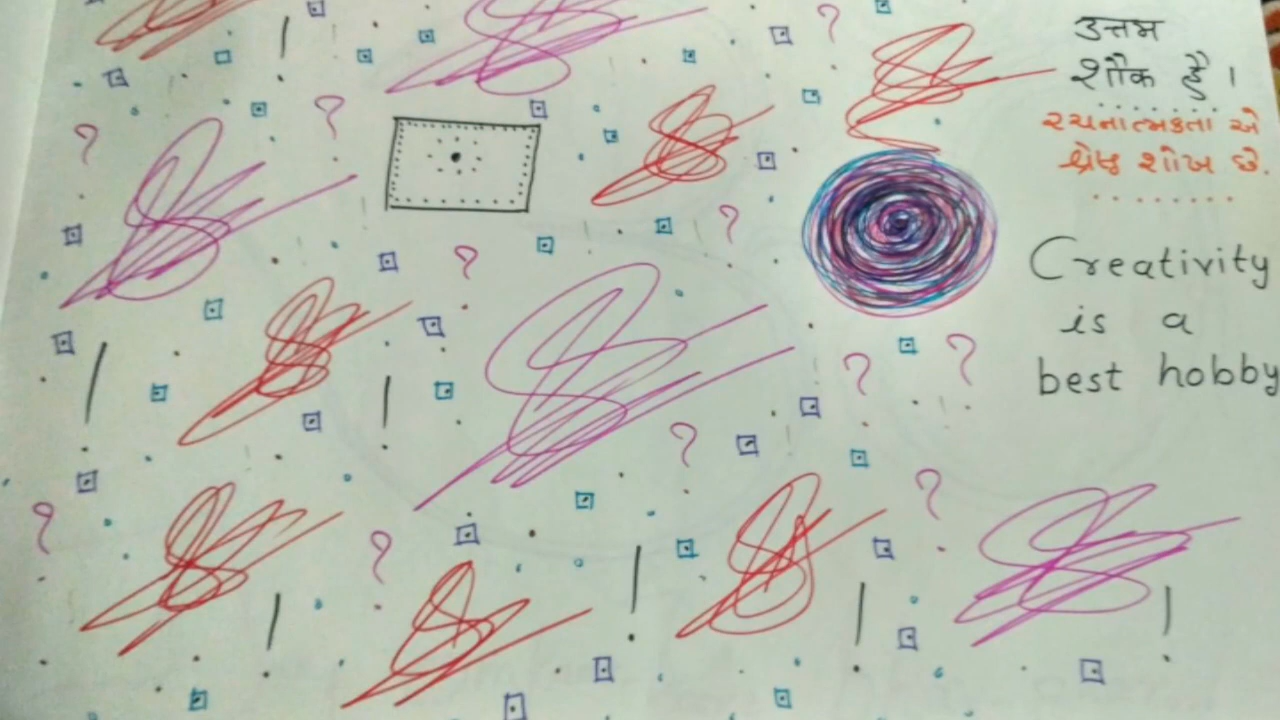 उत्तम
शौक है।
રચનાત્મકતા એ
શ્રેષ્ઠ શોખ છે.
Creativity
is a
best hobby